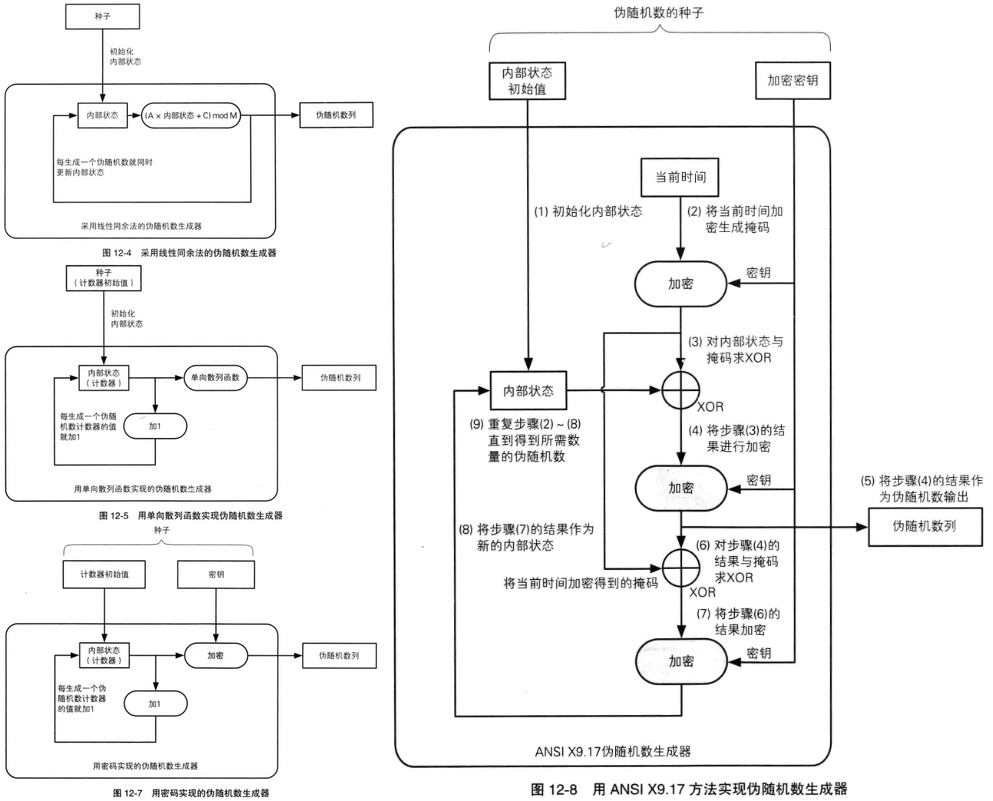 种子
初始化
内部状态
内部状态
(A × 内部状态 + C) mod M
伪随机数列
每生成一个伪随机数就同时
更新内部状态
采用线性同余法的伪随机数生成器
图 12-4 采用线性同余法的伪随机数生成器
种子
(计数器初始值)
初始化
内部状态
内部状态
(计数器)
单向散列函数
伪随机数列
每生成一个伪随
机数计数器的值
就加1
加1
用单向散列函数实现的伪随机数生成器
图 12-5 用单向散列函数实现伪随机数生成器
种子
计数器初始值
密钥
内部状态
(计数器)
加密
伪随机数列
每生成一个伪
随机数计数器
的值就加1
加1
用密码实现的伪随机数生成器
图 12-7 用密码实现的伪随机数生成器
伪随机数的种子
内部状态
初始值
加密密钥
当前时间
(1) 初始化内部状态
(2) 将当前时间加
密生成掩码
加密
密钥
(3) 对内部状态与
掩码求XOR
内部状态
XOR
(9) 重复步骤(2) ~ (8)
直到得到所需数
量的伪随机数
(4) 将步骤(3)的结
果进行加密
加密
密钥
(5) 将步骤(4)的结果作
为伪随机数输出
伪随机数列
(8) 将步骤(7)的结果作为
新的内部状态
(6) 对步骤(4)的
结果与掩码
求XOR
将当前时间加密得到的掩码
XOR
(7) 将步骤(6)的
结果加密
加密
密钥
ANSI X9.17伪随机数生成器
图 12-8 用 ANSI X9.17 方法实现伪随机数生成器